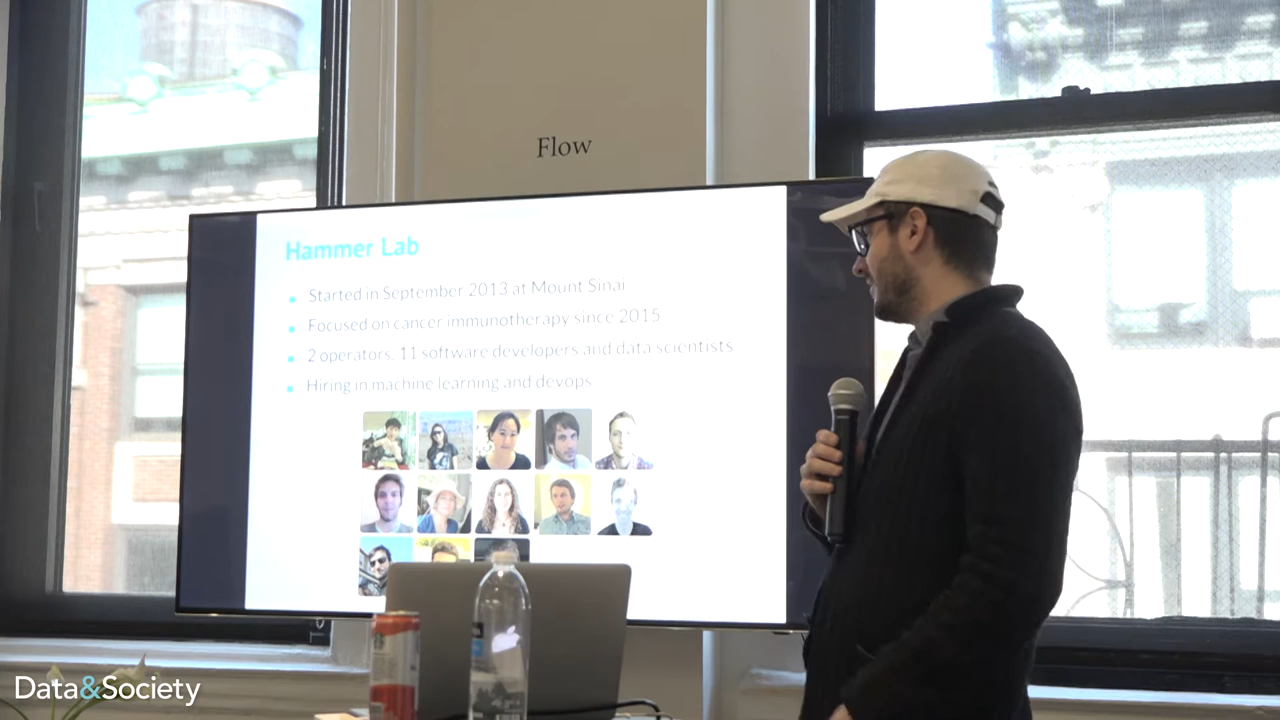 Flow
Hammer Lab
Started in September 2013 at Mount Sinai
Focused on cancer immunotherapy since 2015
2 operators, 11 software developers and data scientists
Hiring in machine learning and devops
Data&Society